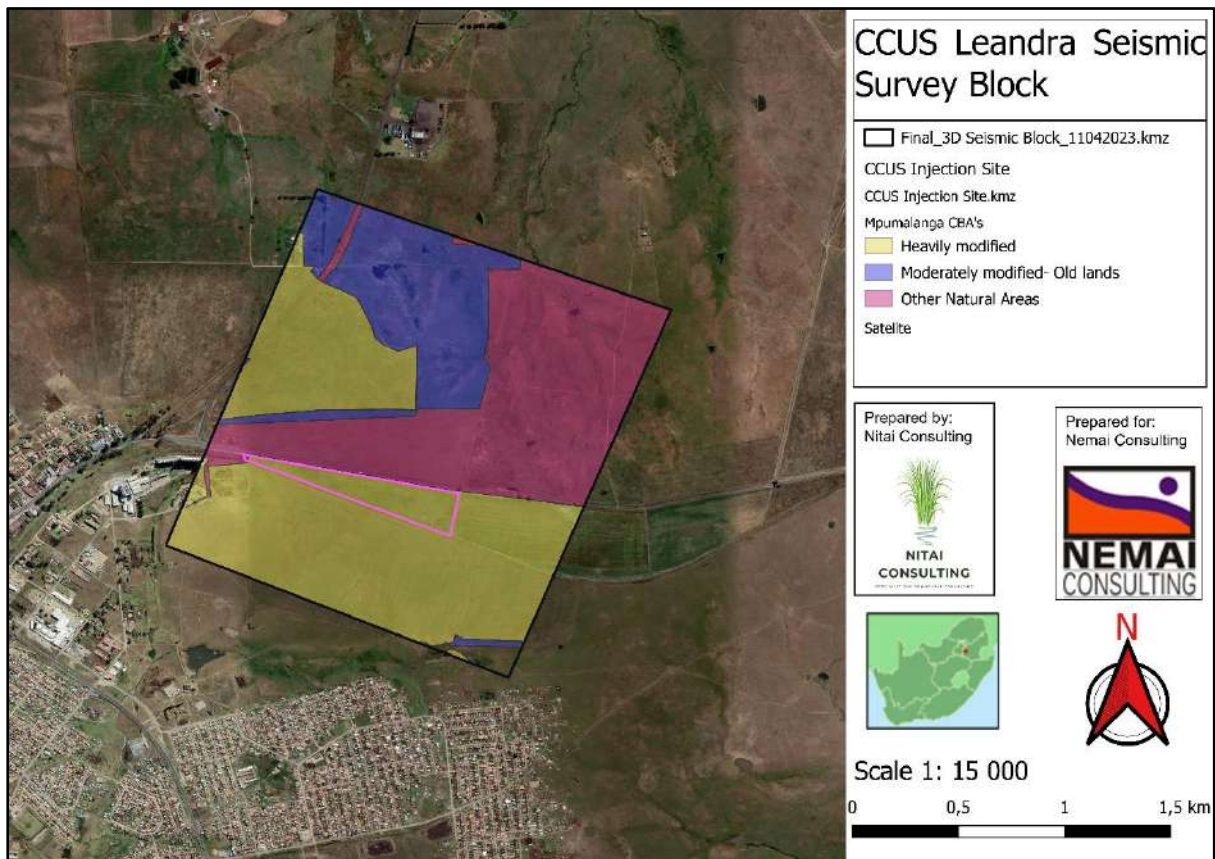 CCUS Leandra Seismic
Survey Block
Final_3D Seismic Block_11042023.kmz
CCUS Injection Site
CCUS Injection Site.kmz
Mpumalanga CBA's
Heavily modified
Moderately modified- Old lands
Other Natural Areas
Satelite
Prepared by:
Nitai Consulting
NITAI
CONSULTING
Prepared for:
Nemai Consulting
NEMAI
CONSULTING
N
Scale 1: 15 000
0 0,5 1 1,5 km